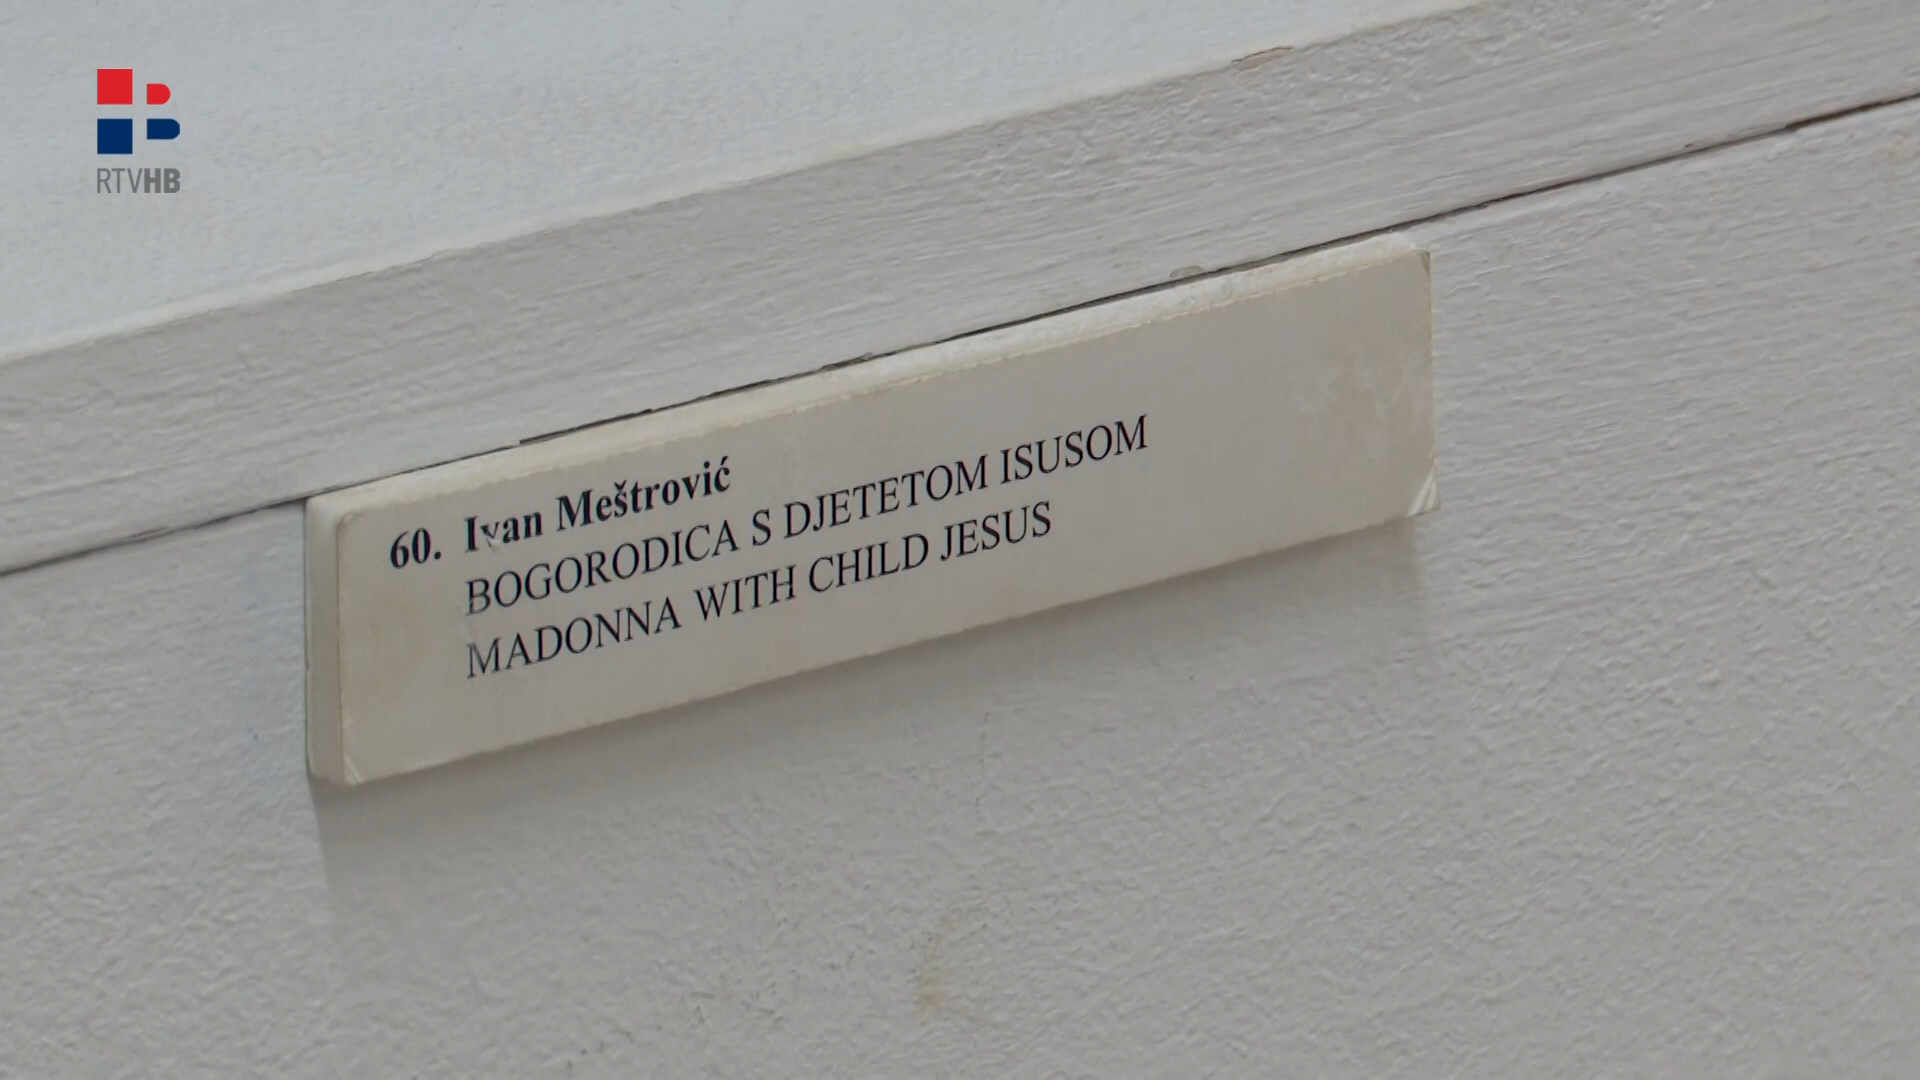 RTVHB
60. Ivan Meštrović
BOGORODICA S DJETETOM ISUSOM
MADONNA WITH CHILD JESUS